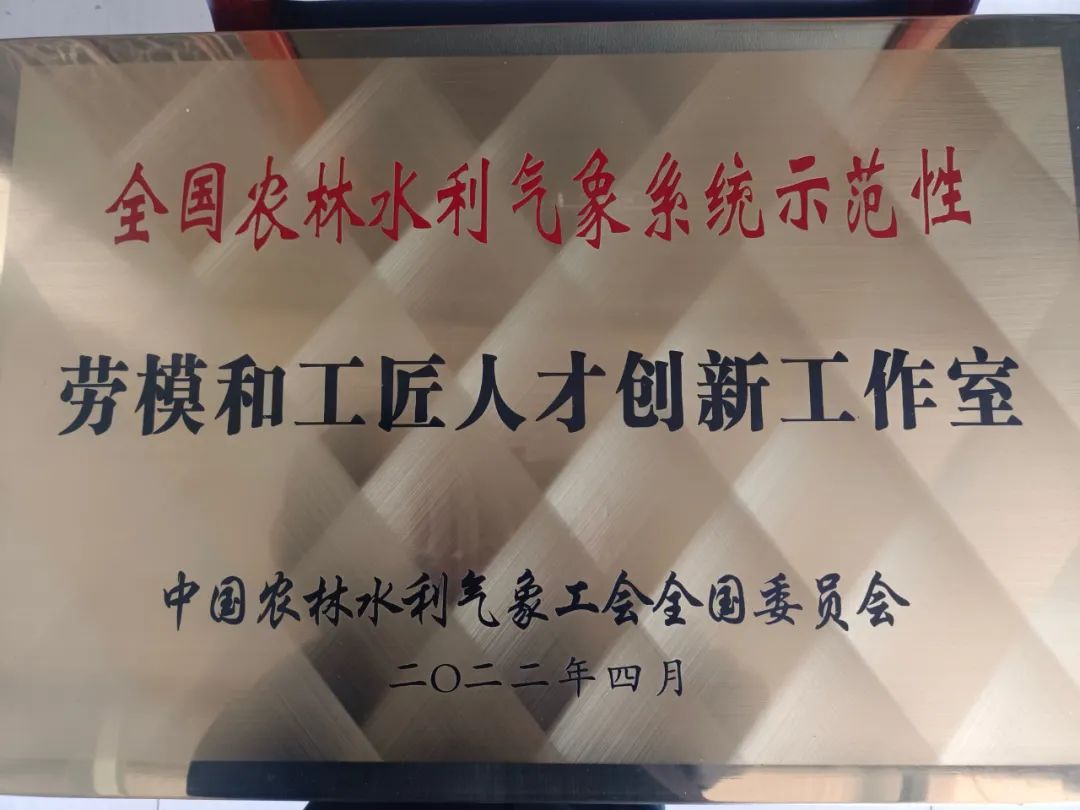 全国农林水利气象系统示范性
劳模和工匠人才创新工作室
中国农林水利气象工会全国委员会
二〇二二年四月